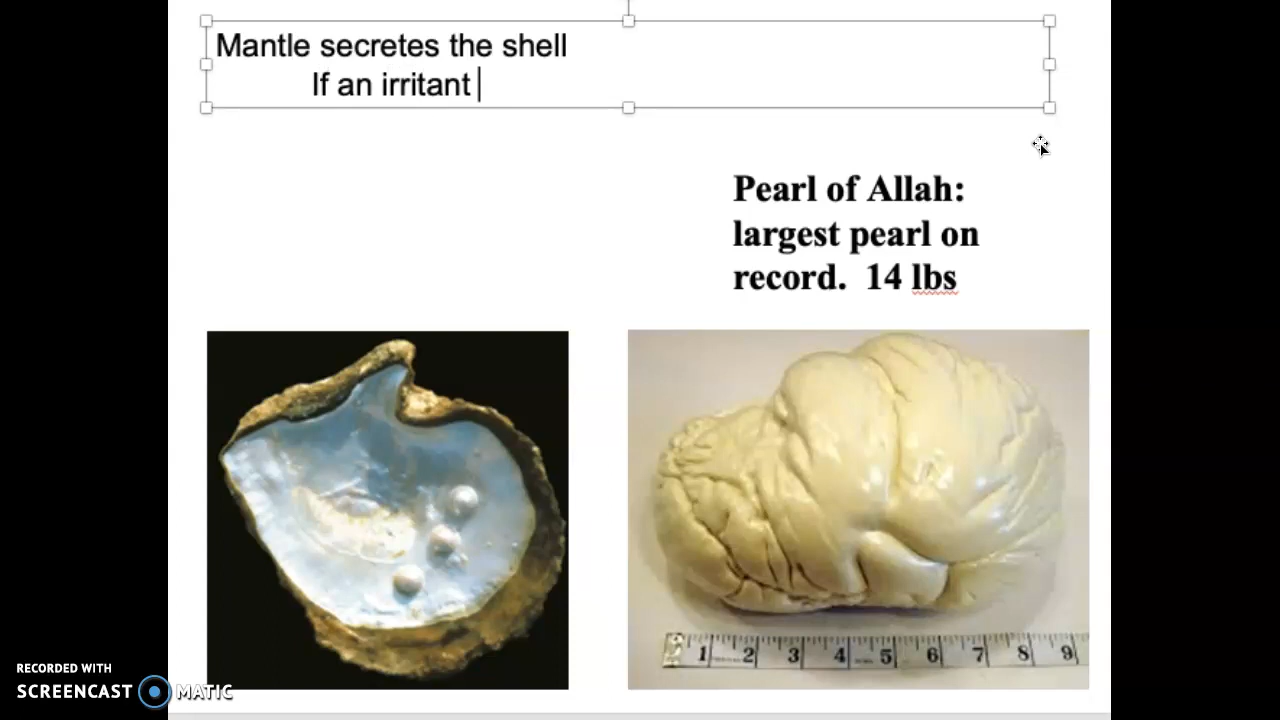 Mantle secretes the shell
If an irritant
Pearl of Allah:
largest pearl on
record. 14 lbs
1 2 3 4 5 6 7 8 9
RECORDED WITH
SCREENCAST MATIC